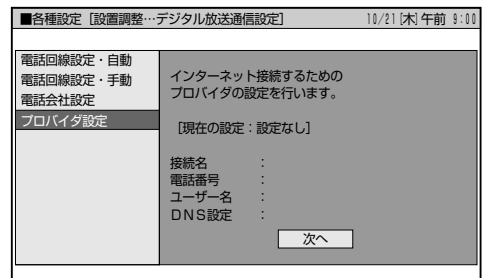 ■各種設定［設置調整…デジタル放送通信設定］ 10/21[木]午前 9:00
電話回線設定・自動
電話回線設定・手動
電話会社設定
プロバイダ設定
インターネット接続するための
プロバイダの設定を行います。
［現在の設定：設定なし］
接続名 ：
電話番号 ：
ユーザー名 ：
ＤＮＳ設定 ：
次へ